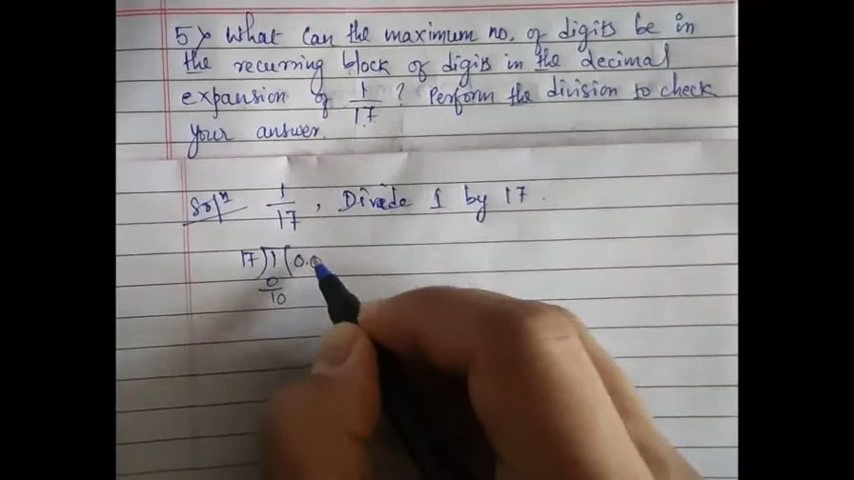 5> What can the maximum no. of digits be in
the recurring block of digits in the decimal
expansion of 1/17 ? Perform the division to check
your answer.
Solⁿ 1/17 , Divide 1 by 17.
17)1(0.0
0
10